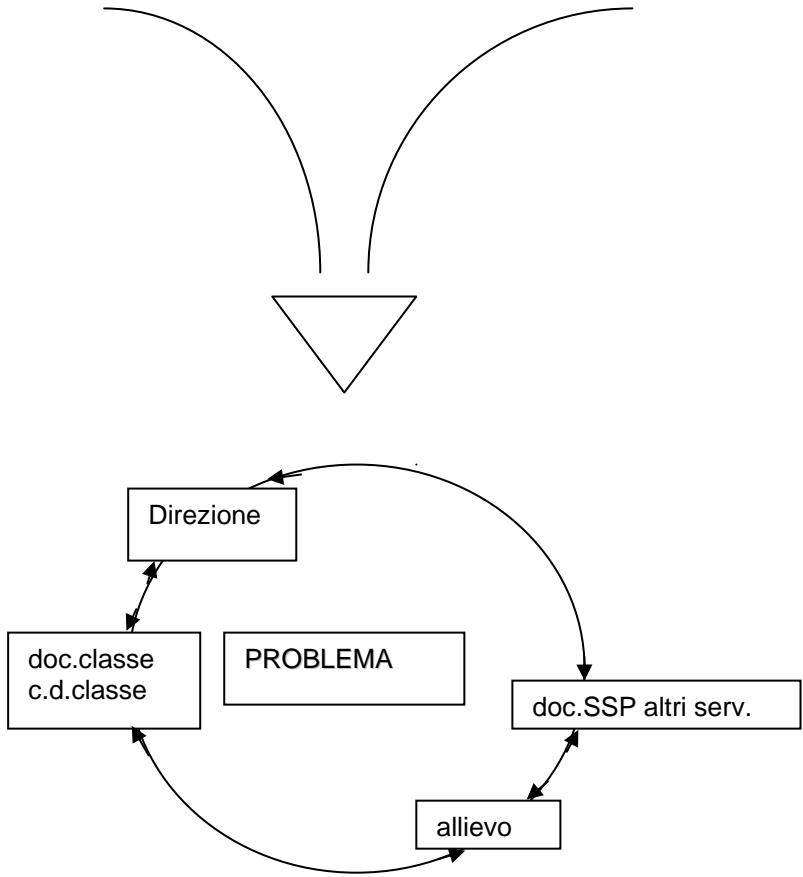 Direzione
doc.classe
c.d.classe
PROBLEMA
doc.SSP altri serv.
allievo